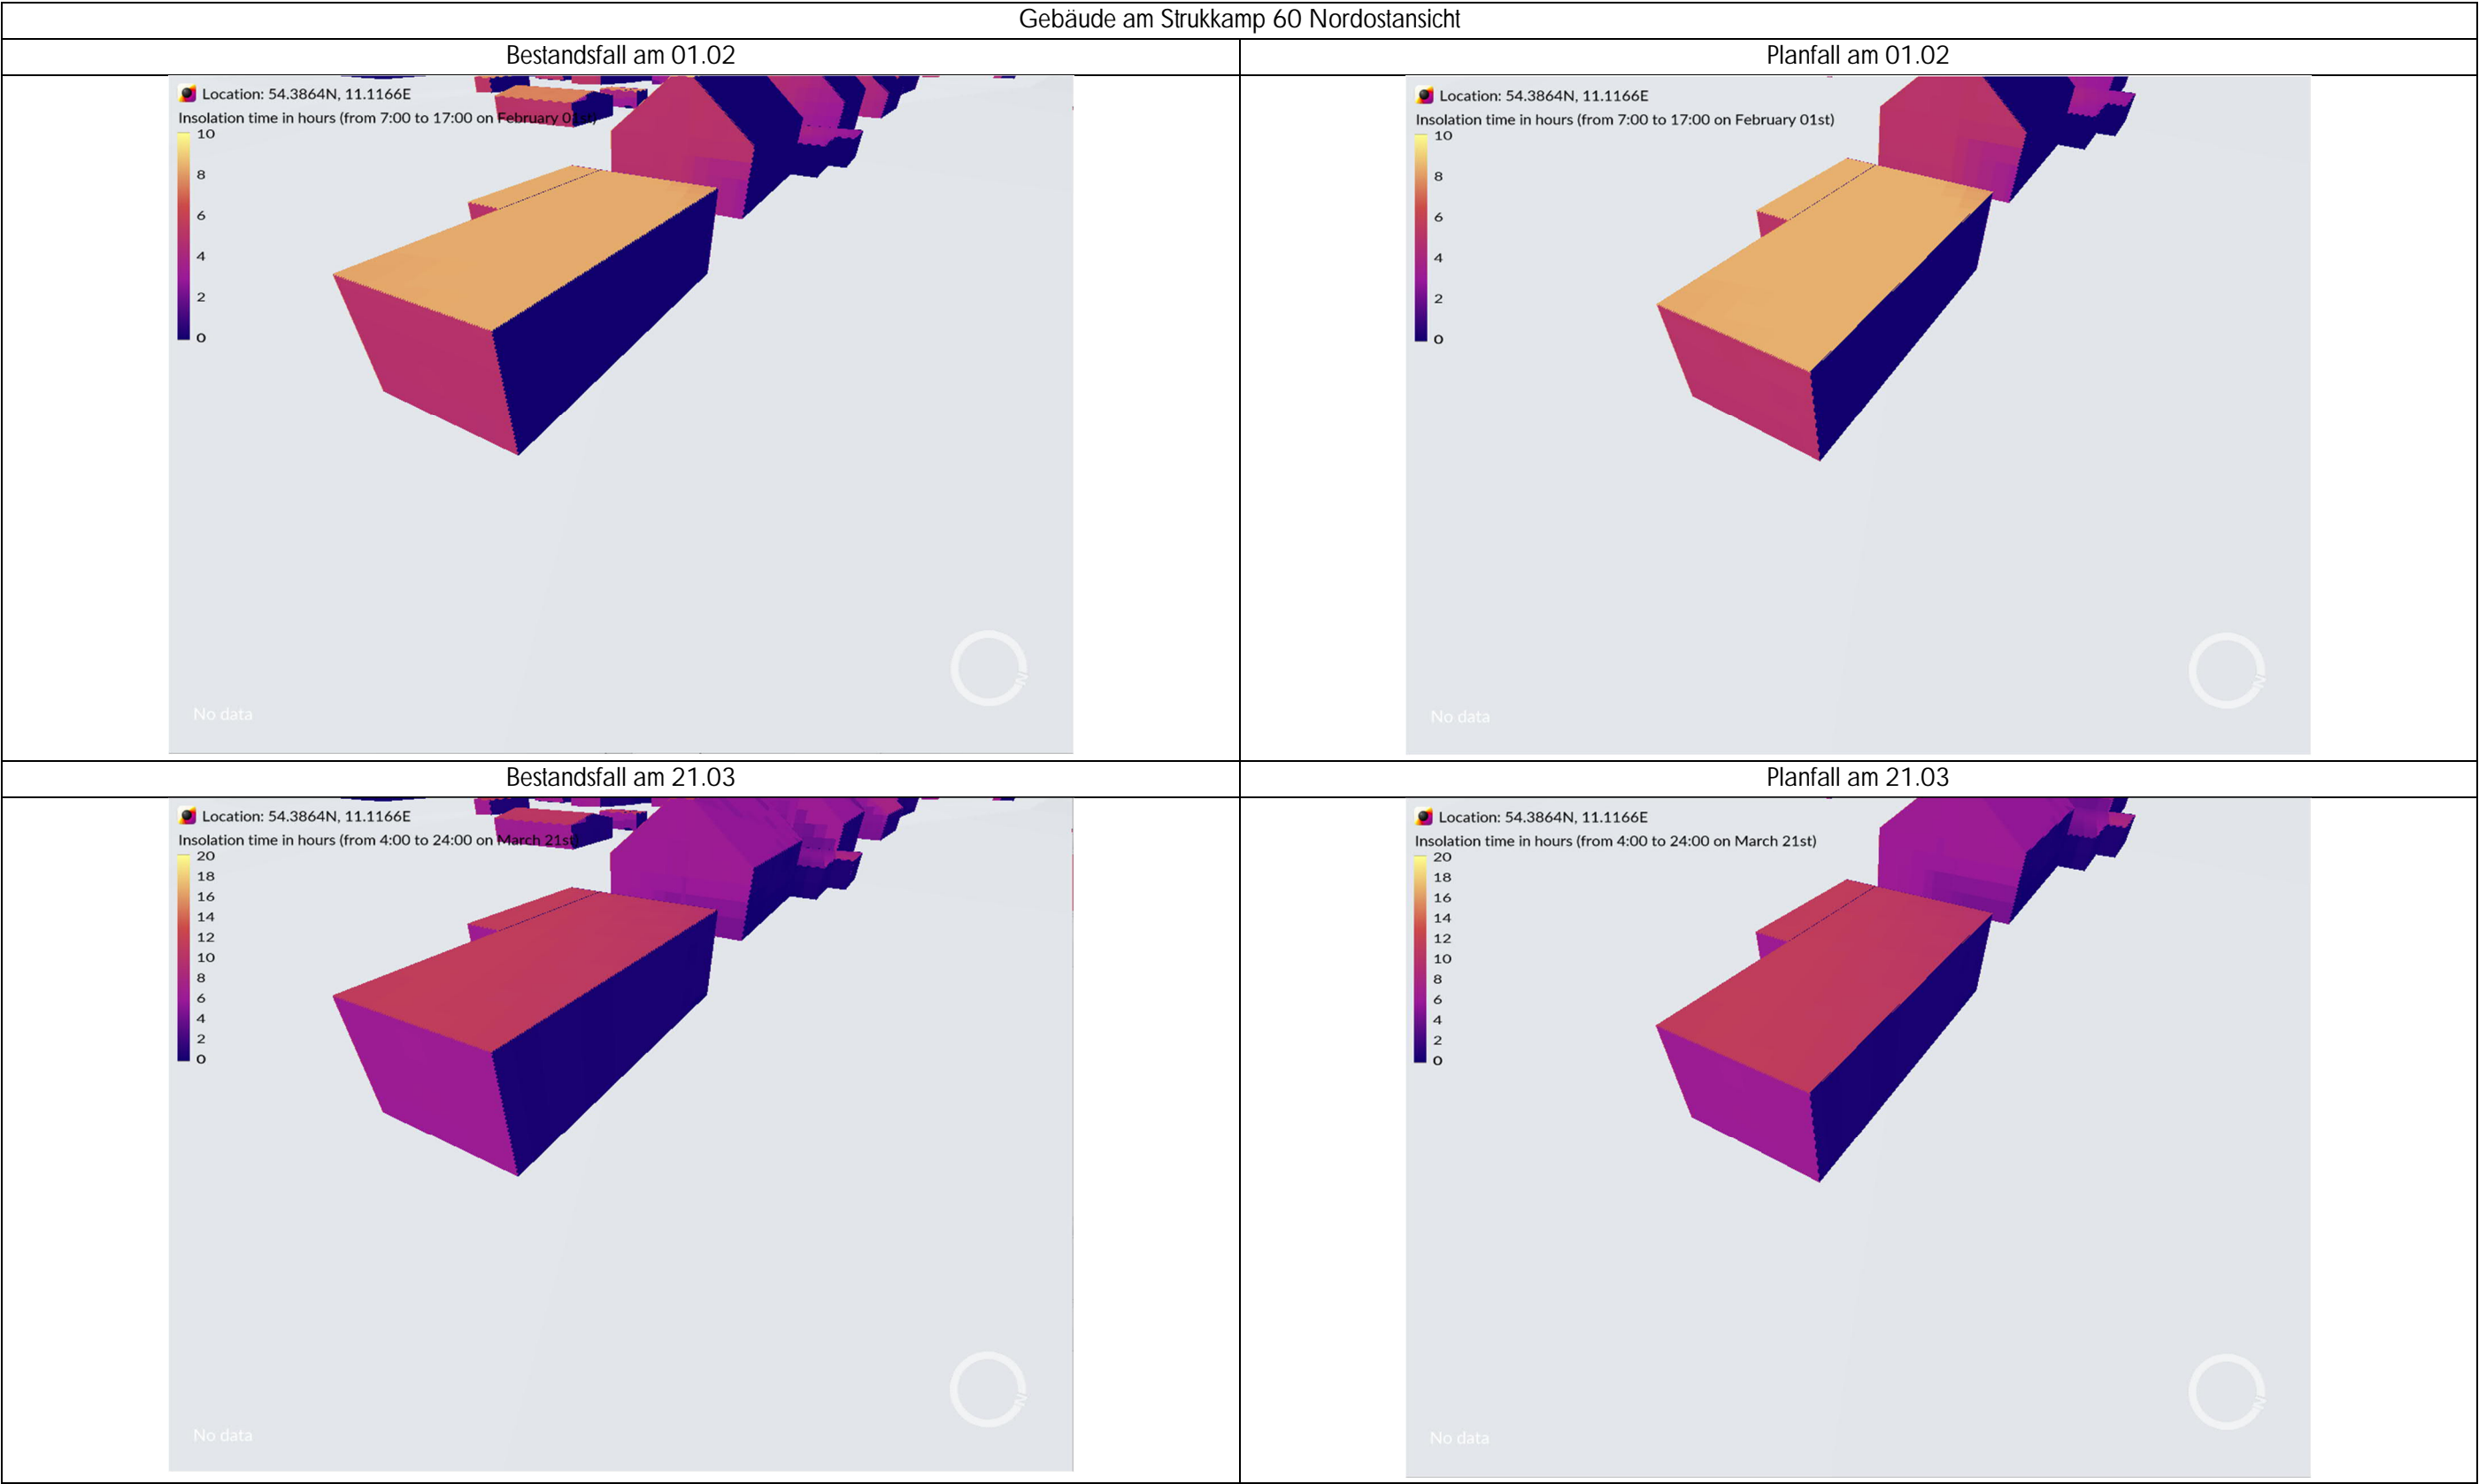 Gebäude am Strukkamp 60 Nordostansicht
Bestandsfall am 01.02
Planfall am 01.02
Location: 54.3864N, 11.1166E
Insolation time in hours (from 7:00 to 17:00 on February 01st)
10
8
6
4
2
0
N
No data
Location: 54.3864N, 11.1166E
Insolation time in hours (from 7:00 to 17:00 on February 01st)
10
8
6
4
2
0
N
No data
Bestandsfall am 21.03
Planfall am 21.03
Location: 54.3864N, 11.1166E
Insolation time in hours (from 4:00 to 24:00 on March 21st)
20
18
16
14
12
10
8
6
4
2
0
N
No data
Location: 54.3864N, 11.1166E
Insolation time in hours (from 4:00 to 24:00 on March 21st)
20
18
16
14
12
10
8
6
4
2
0
N
No data